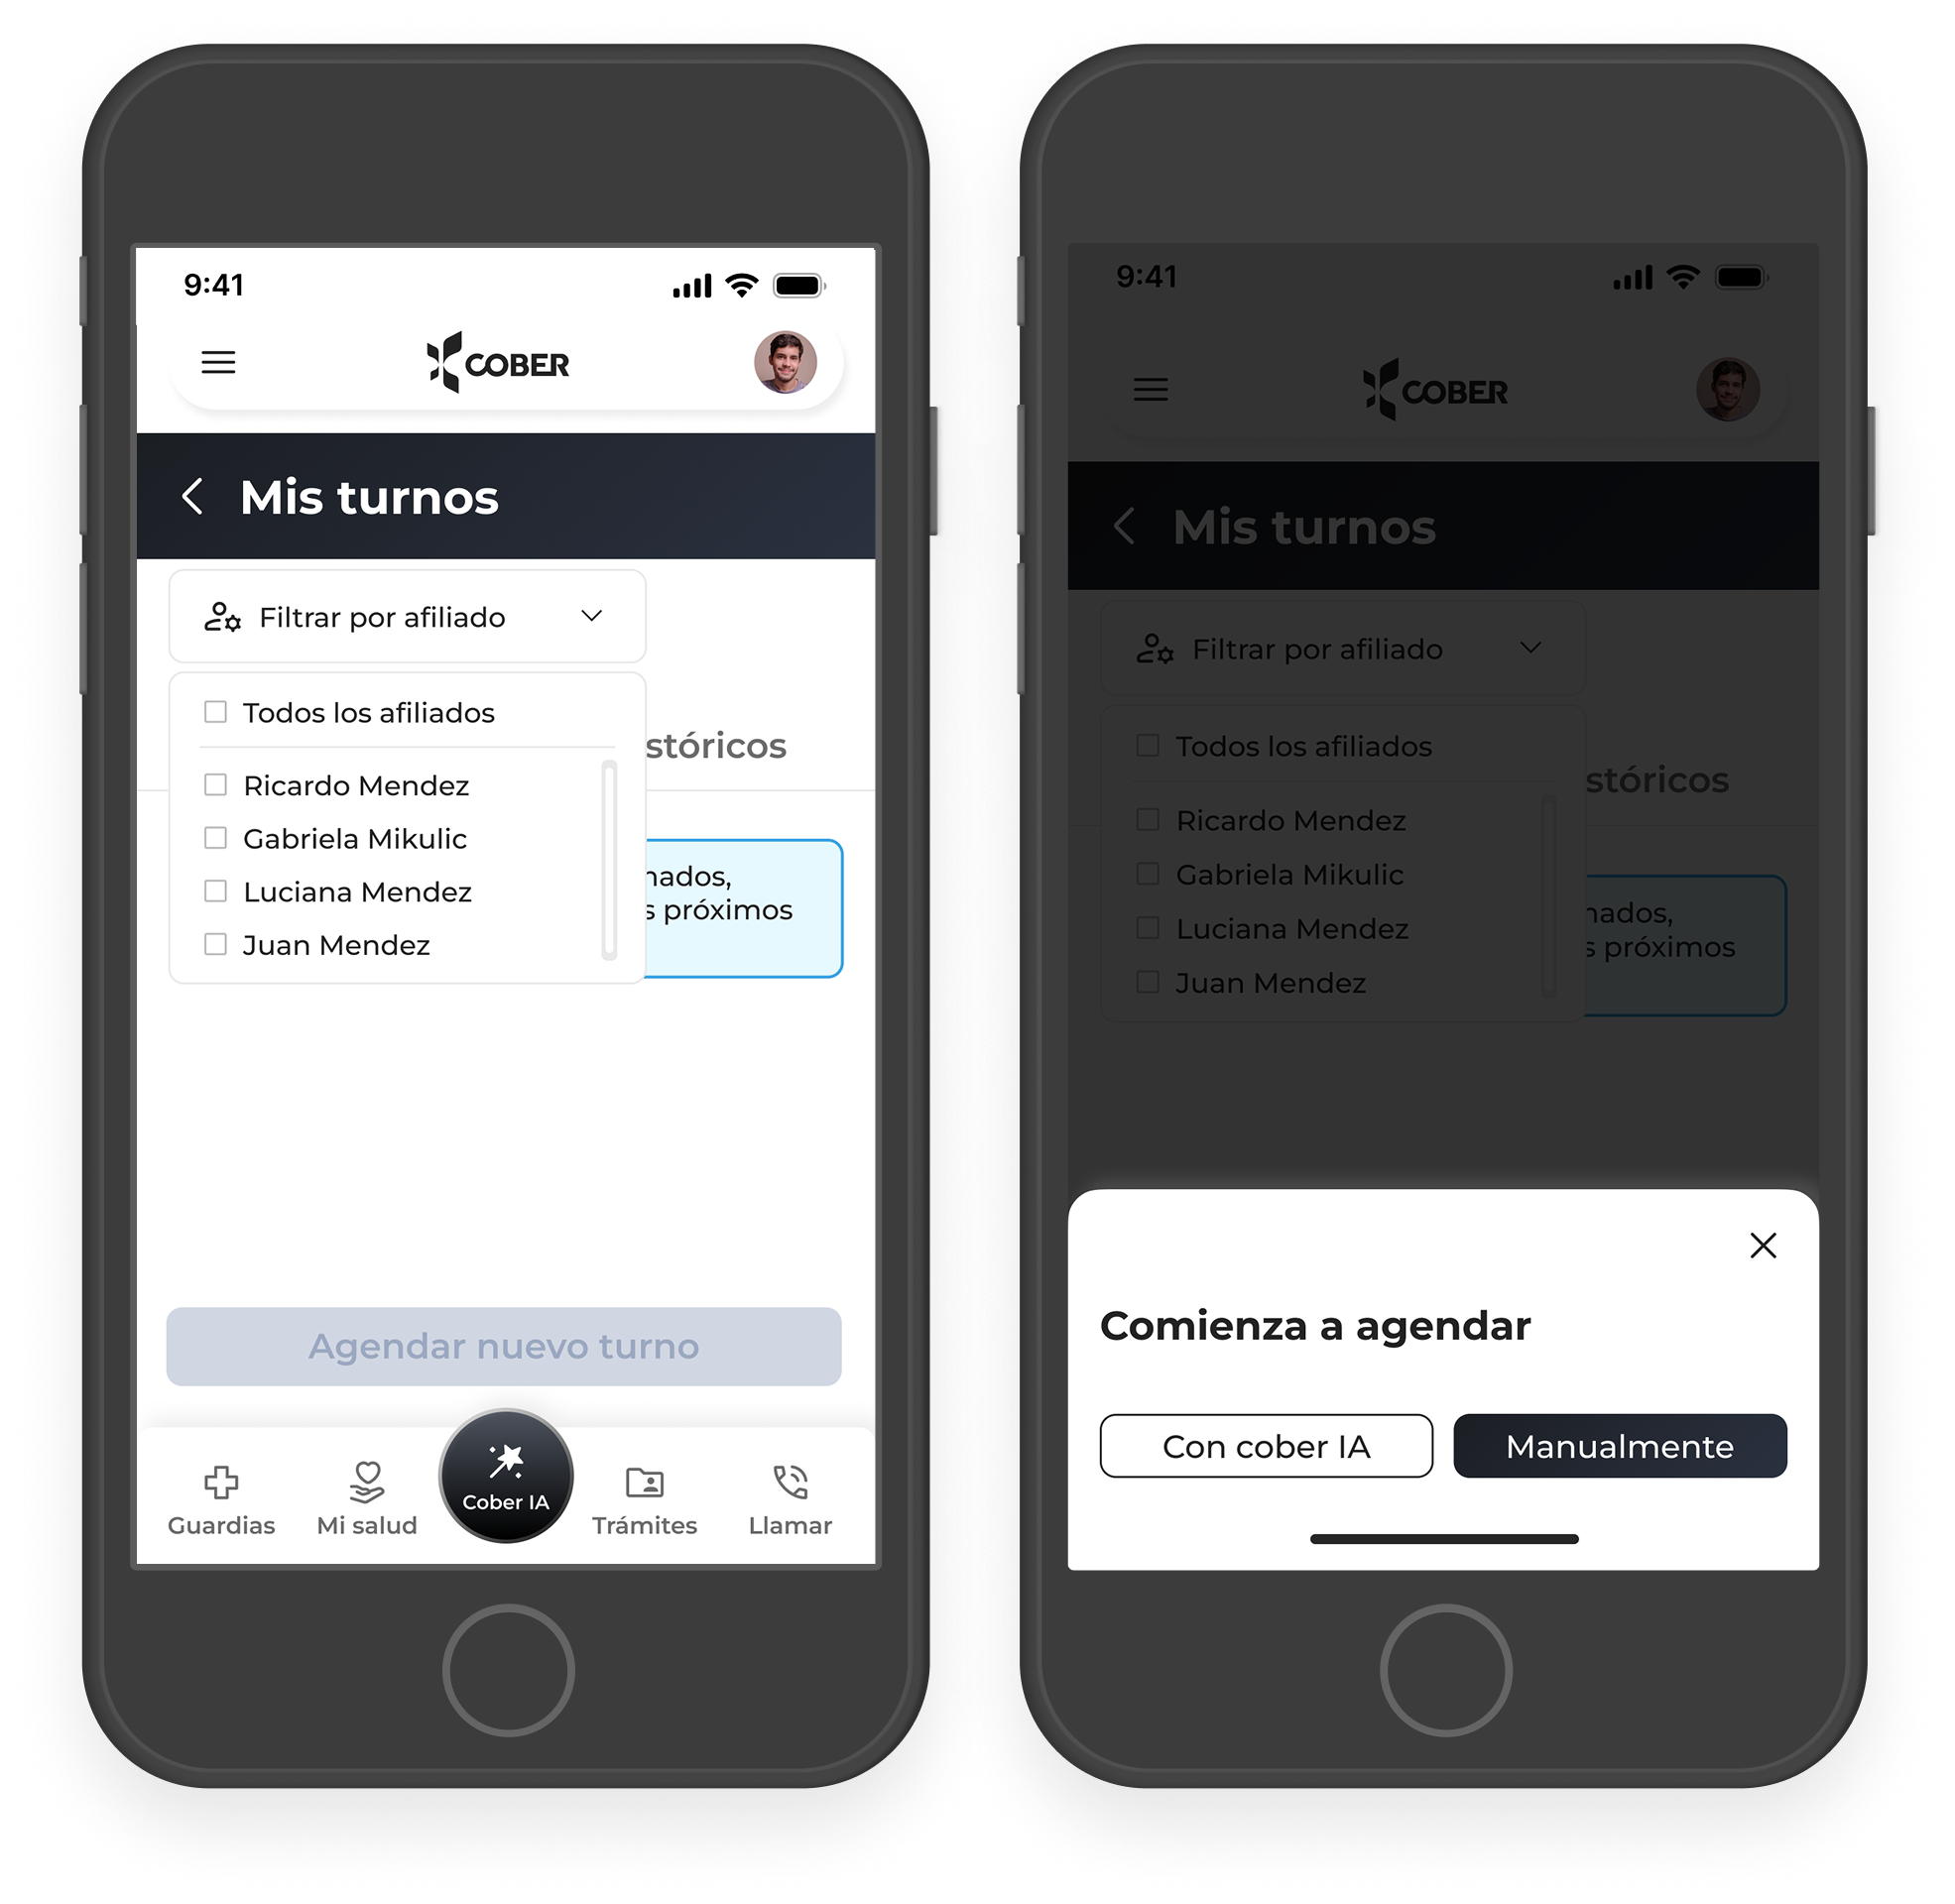 9:41
COBER
Mis turnos
Filtrar por afiliado
Todos los afiliados
stóricos
Ricardo Mendez
Gabriela Mikulic
nados,
Luciana Mendez
s próximos
Juan Mendez
Agendar nuevo turno
Cober IA
Guardias Mi salud Trámites Llamar
9:41
COBER
Mis turnos
Filtrar por afiliado
Todos los afiliados
stóricos
Ricardo Mendez
Gabriela Mikulic
nados,
Luciana Mendez
s próximos
Juan Mendez
Comienza a agendar
Con cober IA Manualmente